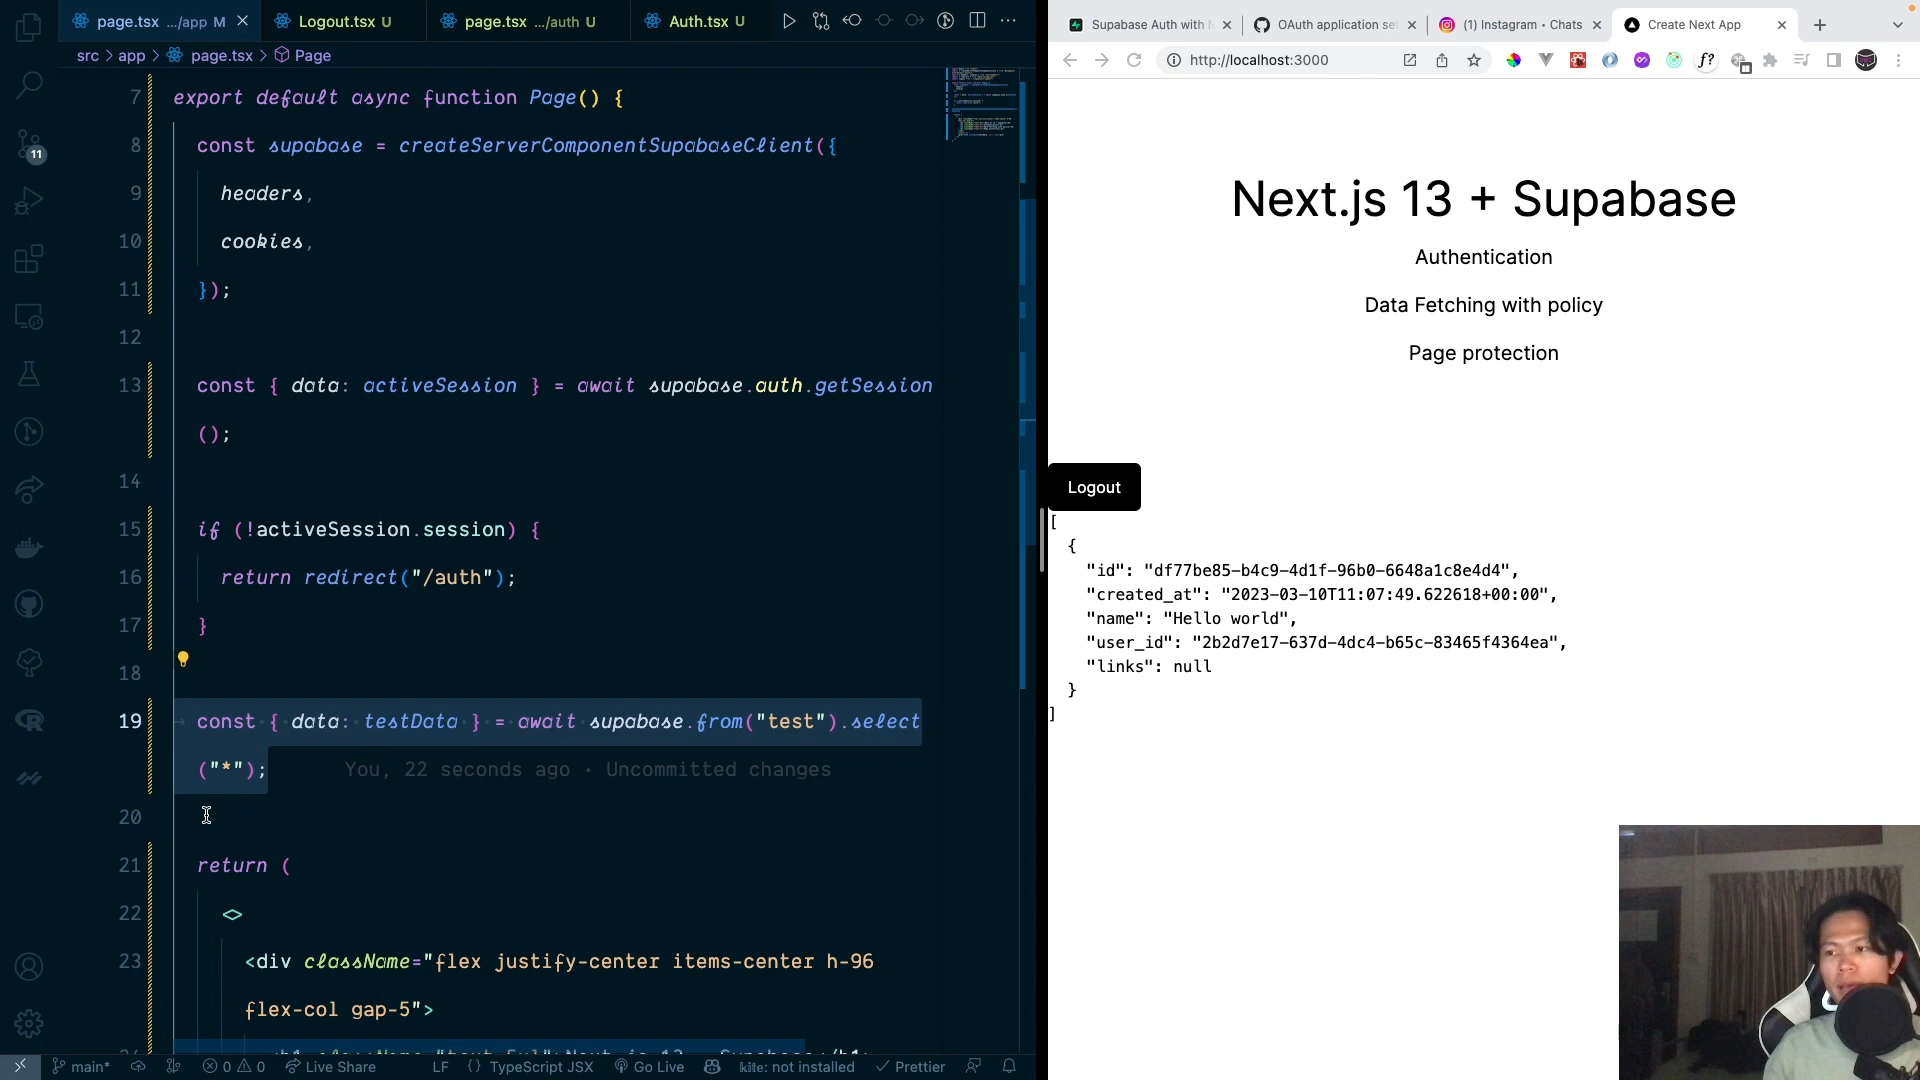 page.tsx .../app M
Logout.tsx U
page.tsx .../auth U
Auth.tsx U
src > app > page.tsx > Page
7 export default async function Page() {
8 const supabase = createServerComponentSupabaseClient({
9 headers,
10 cookies,
11 });
12
13 const { data: activeSession } = await supabase.auth.getSession
();
14
15 if (!activeSession.session) {
16 return redirect("/auth");
17 }
18
19 const { data: testData } = await supabase.from("test").select
("*"); You, 22 seconds ago · Uncommitted changes
20
21 return (
22 <>
23 <div className="flex justify-center items-center h-96
flex-col gap-5">
11
main* 0 0 Live Share LF {} TypeScript JSX Go Live kite: not installed Prettier
Supabase Auth with
OAuth application se
(1) Instagram • Chats
Create Next App
http://localhost:3000
f?
Next.js 13 + Supabase
Authentication
Data Fetching with policy
Page protection
Logout
[
{
"id": "df77be85-b4c9-4d1f-96b0-6648a1c8e4d4",
"created_at": "2023-03-10T11:07:49.622618+00:00",
"name": "Hello world",
"user_id": "2b2d7e17-637d-4dc4-b65c-83465f4364ea",
"links": null
}
]